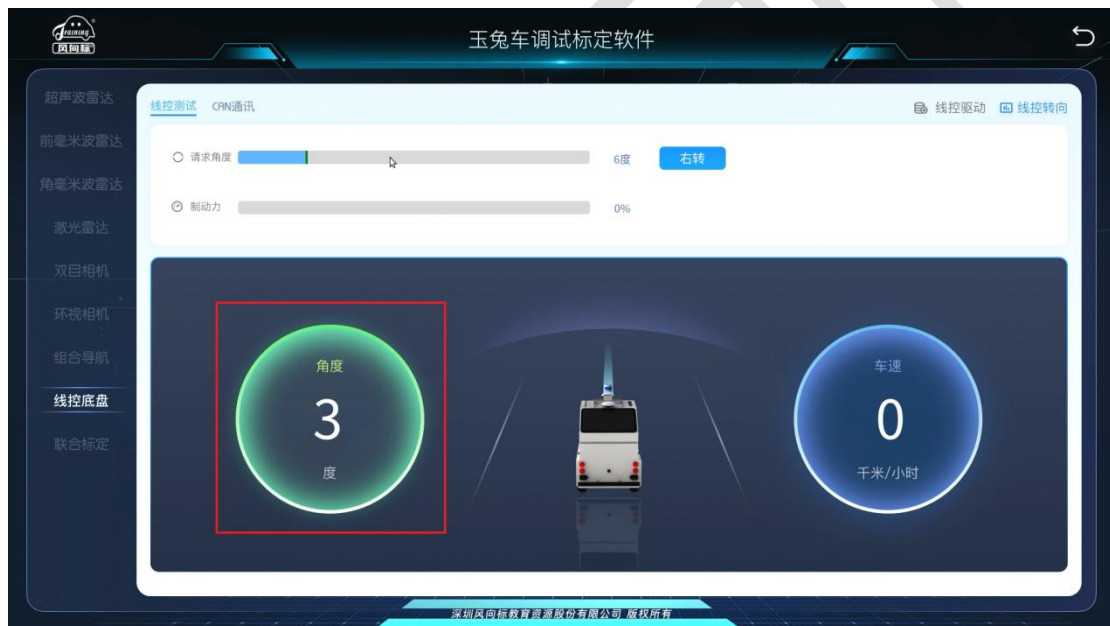 风向标
玉兔车调试标定软件
超声波雷达
前毫米波雷达
角毫米波雷达
激光雷达
双目相机
环视相机
组合导航
线控底盘
联合标定
线控测试 CAN通讯
线控驱动 线控转向
请求角度 6度 右转
制动力 0%
角度
3
度
车速
0
千米/小时
深圳风向标教育资源股份有限公司 版权所有